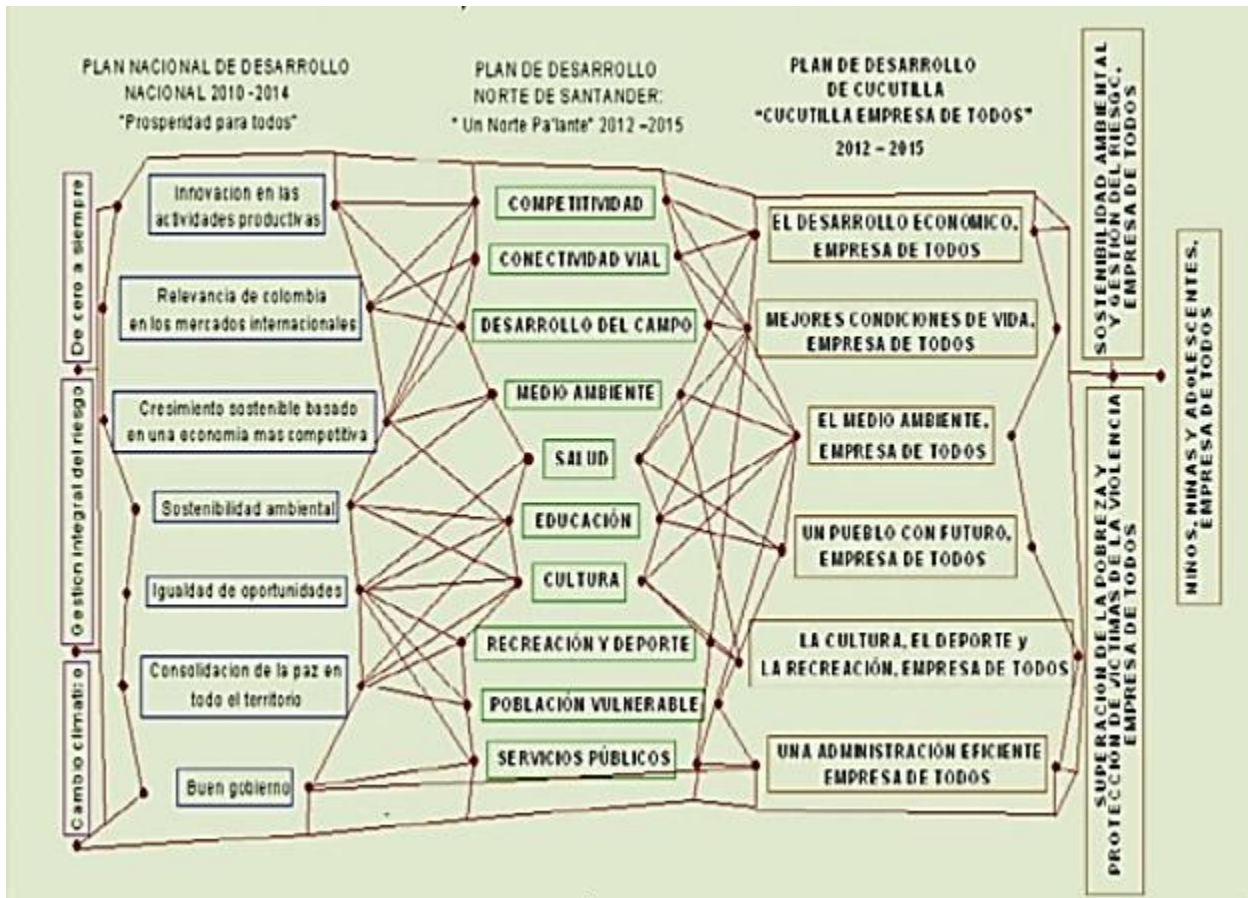 PLAN NACIONAL DE DESARROLLO
NACIONAL 2010 -2014
"Prosperidad para todos"
PLAN DE DESARROLLO
NORTE DE SANTANDER:
" Un Norte Pa'lante" 2012 –2015
PLAN DE DESARROLLO
DE CUCUTILLA
"CUCUTILLA EMPRESA DE TODOS"
2012 – 2015
De cero a siempre
Gestion integral del riesgo
Cambio climatico
Innovacion en las
actividades productivas
Relevancia de colombia
en los mercados internacionales
Cresimiento sostenible basado
en una economia mas competitiva
Sostenibilidad ambiental
Igualdad de oportunidades
Consolidacion de la paz en
todo el territorio
Buen gobierno
COMPETITIVIDAD
CONECTIVIDAD VIAL
DESARROLLO DEL CAMPO
MEDIO AMBIENTE
SALUD
EDUCACIÓN
CULTURA
RECREACIÓN Y DEPORTE
POBLACIÓN VULNERABLE
SERVICIOS PÚBLICOS
EL DESARROLLO ECONOMICO,
EMPRESA DE TODOS
MEJORES CONDICIONES DE VIDA,
EMPRESA DE TODOS
EL MEDIO AMBIENTE,
EMPRESA DE TODOS
UN PUEBLO CON FUTURO,
EMPRESA DE TODOS
LA CULTURA, EL DEPORTE y
LA RECREACIÓN, EMPRESA DE TODOS
UNA ADMINISTRACIÓN EFICIENTE
EMPRESA DE TODOS
SOSTENIBILIDAD AMBIENTAL
Y GESTIÓN DEL RIESGC,
EMPRESA DE TODOS
SUPERACION DE LA POBREZA Y
PROTECCIÓN DE VÍCTIMAS DE LA VIOLENCIA
EMPRESA DE TODOS
NINOS, NINAS Y ADOLESCENTES,
EMPRESA DE TODOS